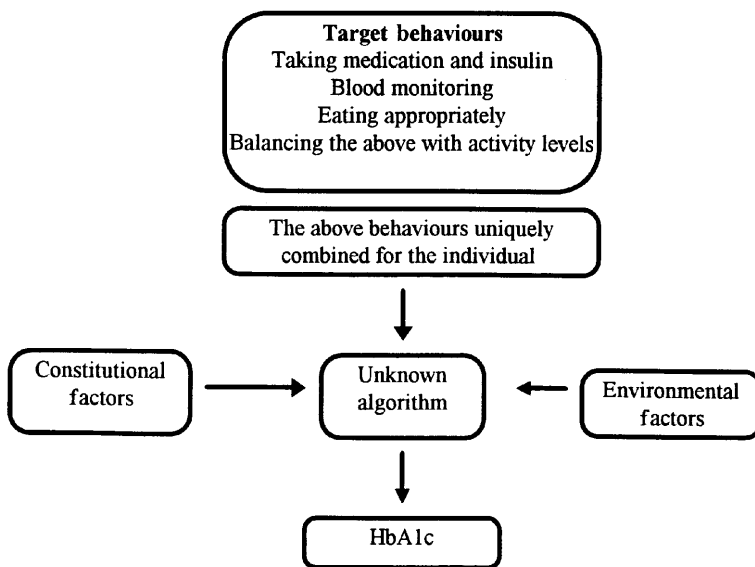 Target behaviours
Taking medication and insulin
Blood monitoring
Eating appropriately
Balancing the above with activity levels
The above behaviours uniquely
combined for the individual
Constitutional
factors
Unknown
algorithm
Environmental
factors
HbA1c